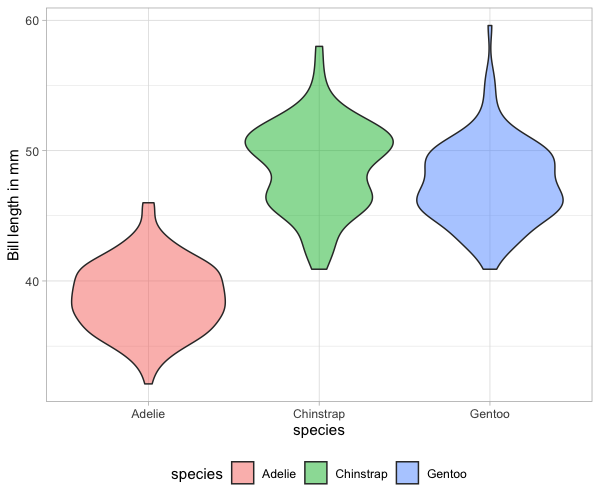 60
50
40
Bill length in mm
Adelie Chinstrap Gentoo
species
species Adelie Chinstrap Gentoo